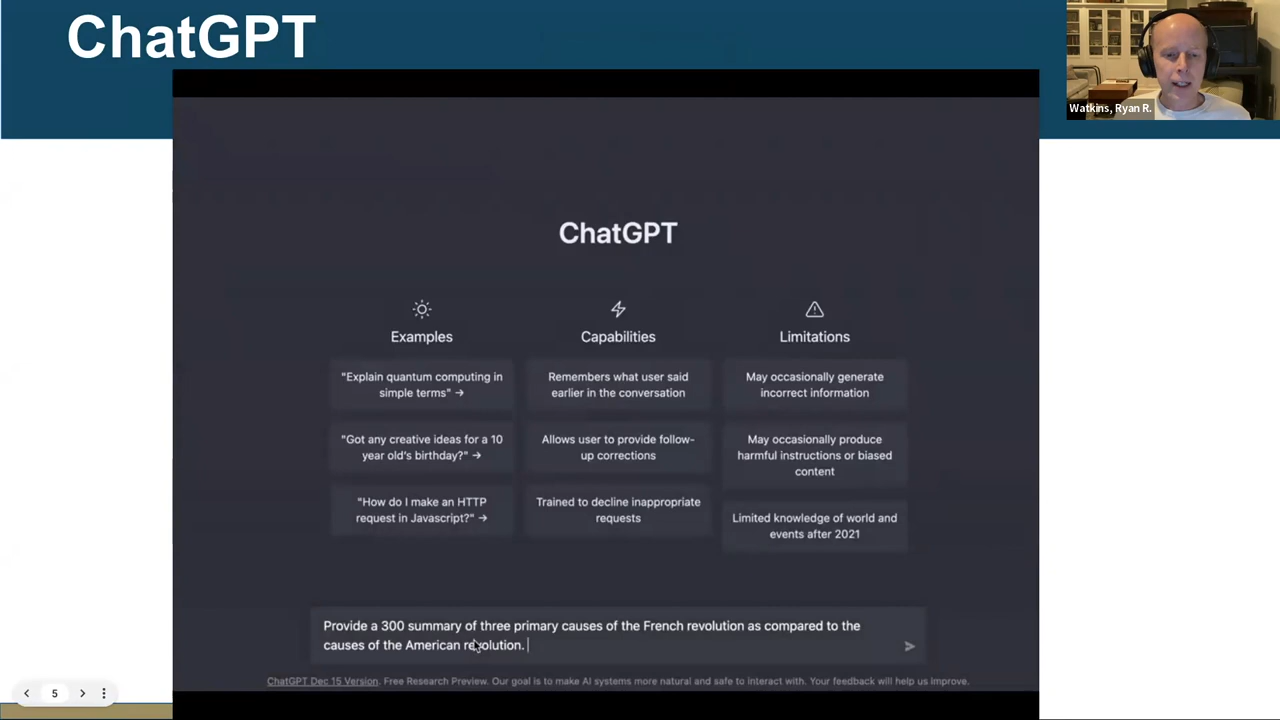 ChatGPT
Watkins, Ryan R.
ChatGPT
Examples
"Explain quantum computing in
simple terms" →
"Got any creative ideas for a 10
year old's birthday?" →
"How do I make an HTTP
request in Javascript?" →
Capabilities
Remembers what user said
earlier in the conversation
Allows user to provide follow-
up corrections
Trained to decline inappropriate
requests
Limitations
May occasionally generate
incorrect information
May occasionally produce
harmful instructions or biased
content
Limited knowledge of world and
events after 2021
Provide a 300 summary of three primary causes of the French revolution as compared to the
causes of the American revolution.
ChatGPT Dec 15 Version. Free Research Preview. Our goal is to make AI systems more natural and safe to interact with. Your feedback will help us improve.
5